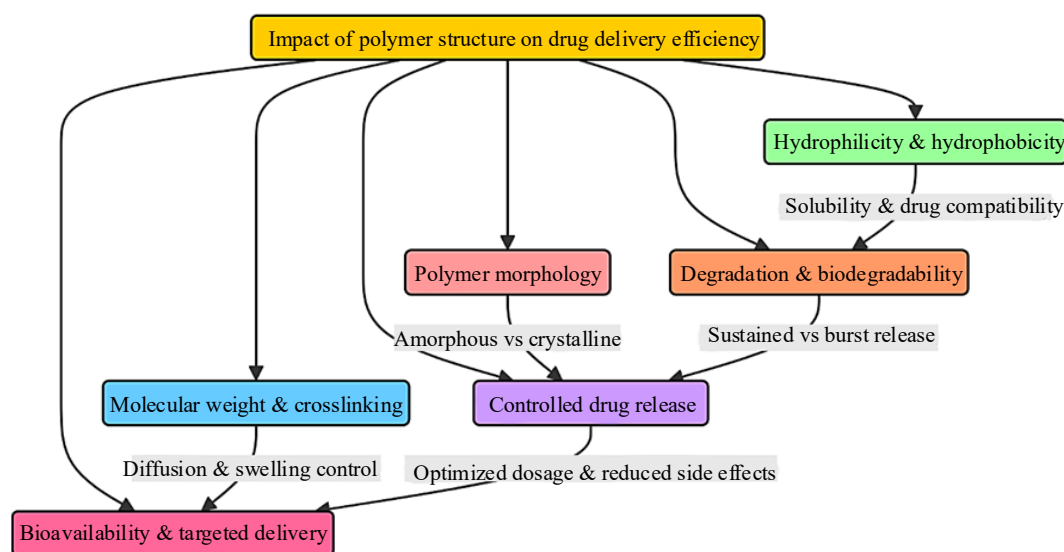 Impact of polymer structure on drug delivery efficiency
Hydrophilicity & hydrophobicity
Solubility & drug compatibility
Polymer morphology
Degradation & biodegradability
Amorphous vs crystalline
Sustained vs burst release
Molecular weight & crosslinking
Controlled drug release
Diffusion & swelling control
Optimized dosage & reduced side effects
Bioavailability & targeted delivery